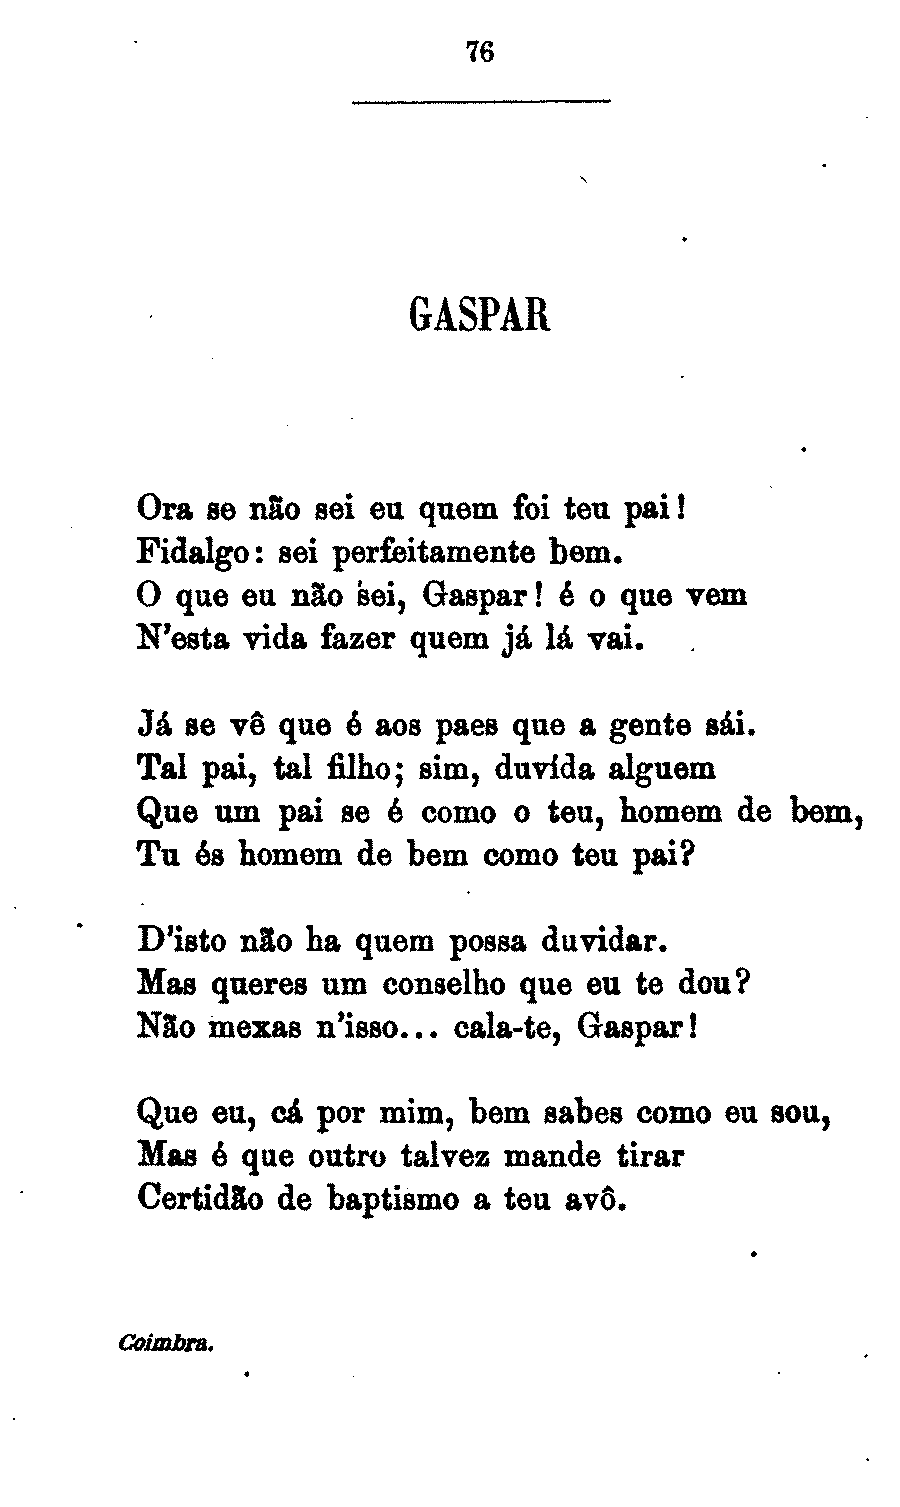 76
GASPAR
Ora se não sei eu quem foi teu pai!
Fidalgo: sei perfeitamente bem.
O que eu não sei, Gaspar! é o que vem
N'esta vida fazer quem já lá vai.
Já se vê que é aos paes que a gente sái.
Tal pai, tal filho; sim, duvída alguem
Que um pai se é como o teu, homem de bem,
Tu és homem de bem como teu pai?
D'isto não ha quem possa duvidar.
Mas queres um conselho que eu te dou?
Não mexas n'isso... cala-te, Gaspar!
Que eu, cá por mim, bem sabes como eu sou,
Mas é que outro talvez mande tirar
Certidão de baptismo a teu avô.
Coimbra.